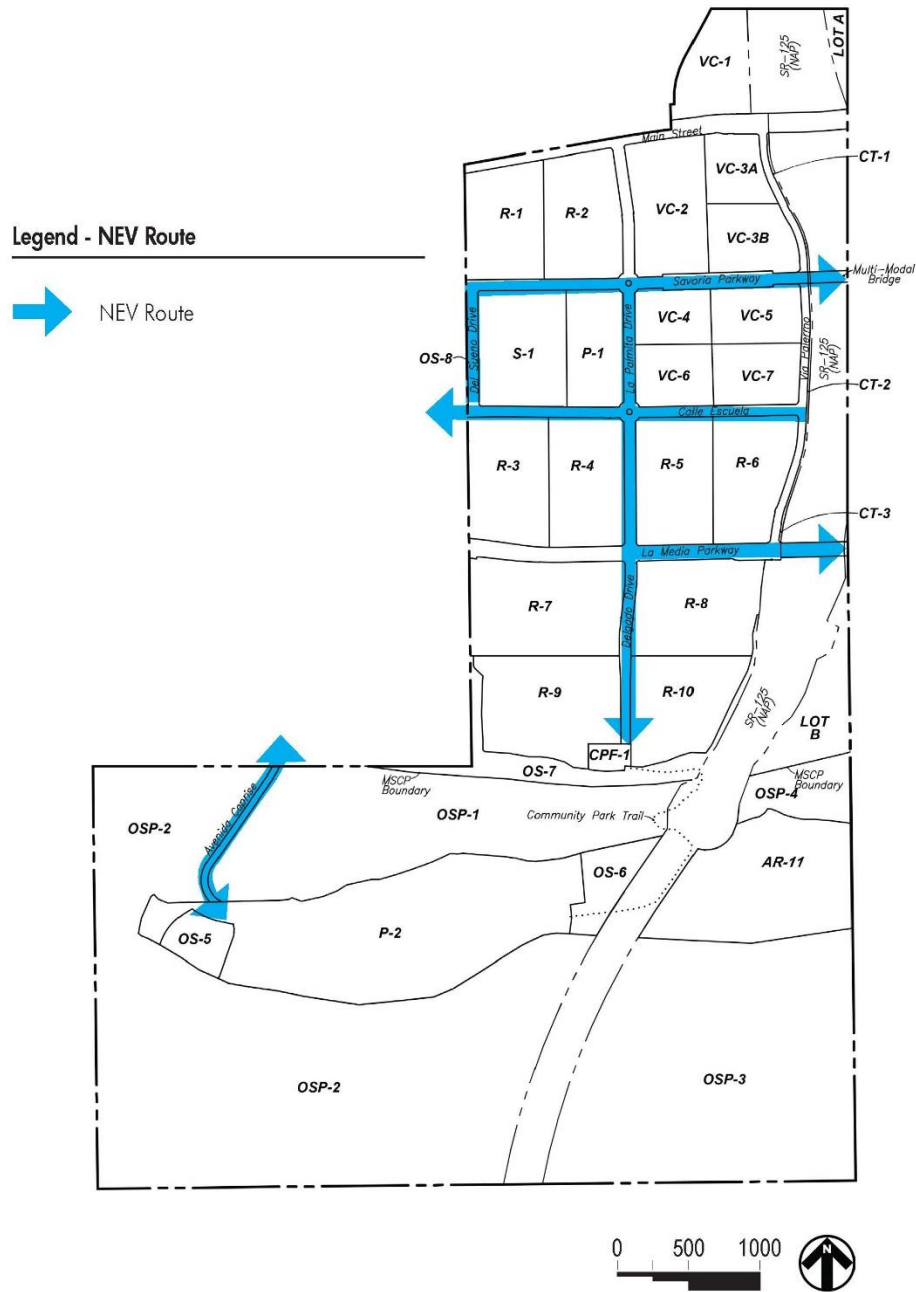 LOT A
VC-1
SR-125
(NAP)
Main Street
CT-1
VC-3A
R-1
R-2
VC-2
VC-3B
Legend - NEV Route
NEV Route
Multi-Modal
Bridge
Savoria Parkway
Del Sueno Drive
La Palmita Drive
VC-4
VC-5
OS-8
S-1
P-1
Via Palermo
SR-125
(NAP)
VC-6
VC-7
CT-2
Calle Escuela
R-3
R-4
R-5
R-6
CT-3
La Media Parkway
R-7
Delgado Drive
R-8
R-9
R-10
SR-125
(NAP)
LOT
B
CPF-1
OS-7
MSCP
Boundary
MSCP
Boundary
OSP-4
OSP-1
Community Park Trail
OSP-2
Avenida Caprise
OS-6
AR-11
OS-5
P-2
OSP-2
OSP-3
0 500 1000
N